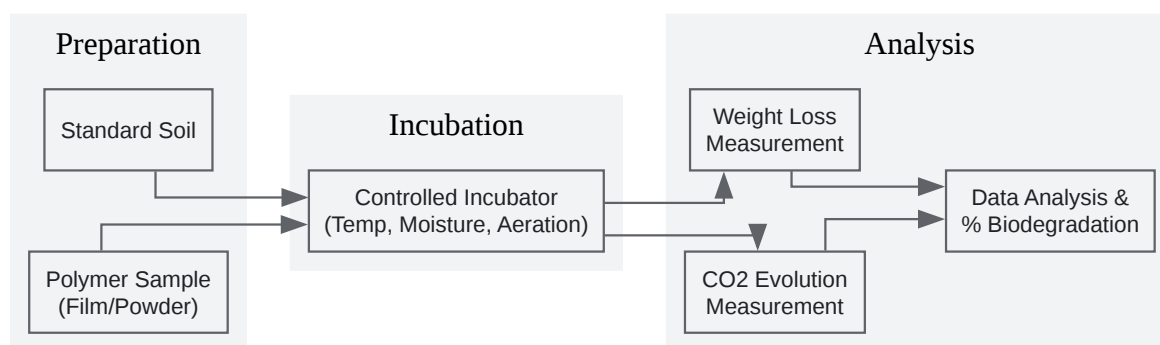 Preparation
Standard Soil
Polymer Sample
(Film/Powder)
Incubation
Controlled Incubator
(Temp, Moisture, Aeration)
Analysis
Weight Loss
Measurement
CO2 Evolution
Measurement
Data Analysis &
% Biodegradation